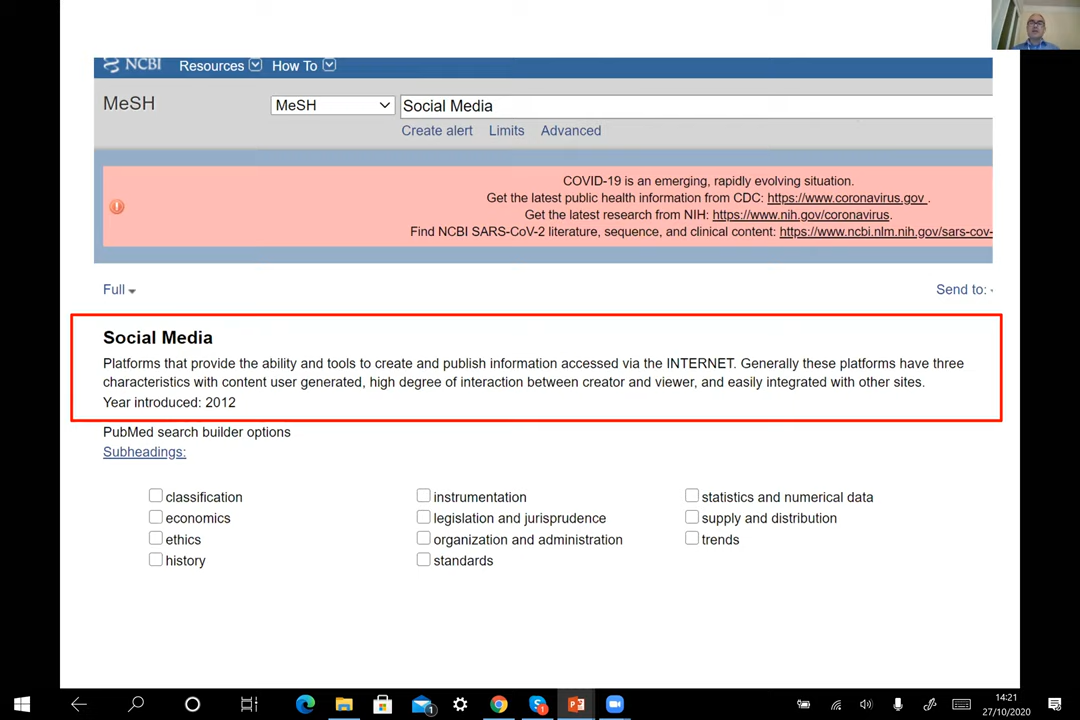 NCBI Resources How To
MeSH MeSH Social Media
Create alert Limits Advanced
COVID-19 is an emerging, rapidly evolving situation.
Get the latest public health information from CDC: https://www.coronavirus.gov .
Get the latest research from NIH: https://www.nih.gov/coronavirus.
Find NCBI SARS-CoV-2 literature, sequence, and clinical content: https://www.ncbi.nlm.nih.gov/sars-cov-
Full Send to:
Social Media
Platforms that provide the ability and tools to create and publish information accessed via the INTERNET. Generally these platforms have three
characteristics with content user generated, high degree of interaction between creator and viewer, and easily integrated with other sites.
Year introduced: 2012
PubMed search builder options
Subheadings:
classification instrumentation statistics and numerical data
economics legislation and jurisprudence supply and distribution
ethics organization and administration trends
history standards
14:21
27/10/2020